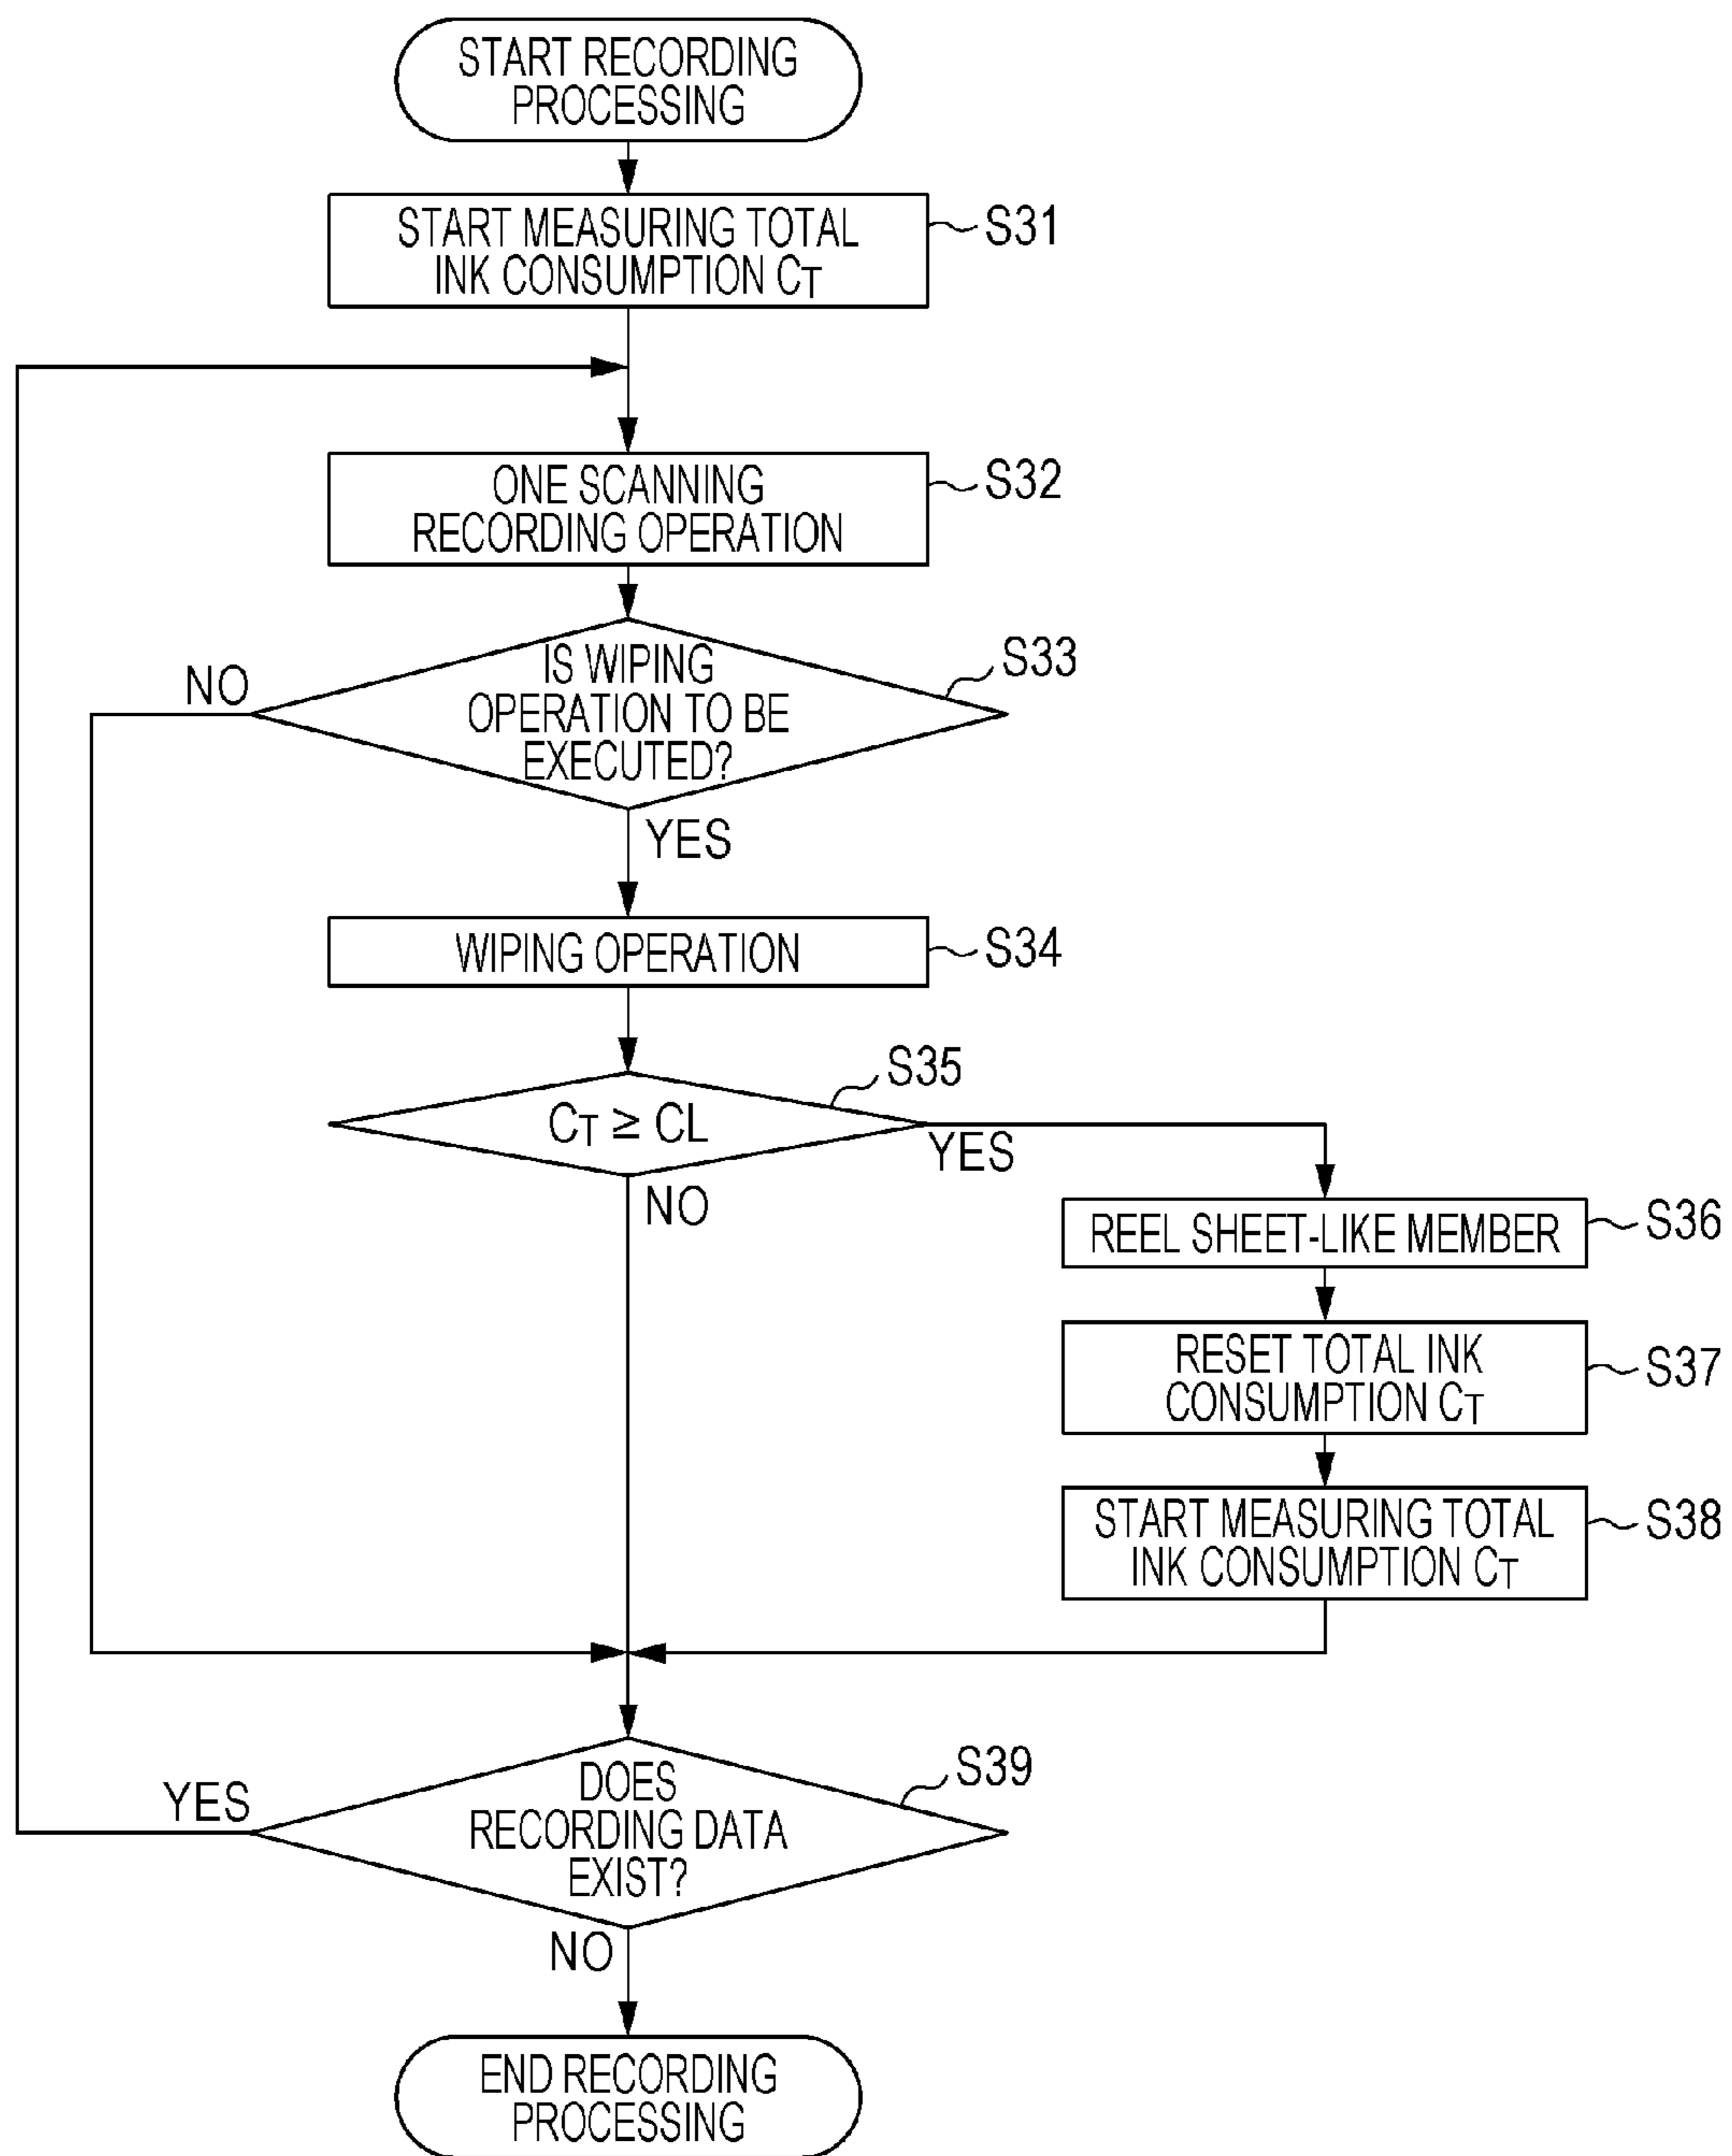 START RECORDING
PROCESSING
START MEASURING TOTAL
INK CONSUMPTION CT
S31
ONE SCANNING
RECORDING OPERATION
S32
IS WIPING
OPERATION TO BE
EXECUTED?
S33
NO
YES
WIPING OPERATION
S34
CT ≥ CL
S35
YES
NO
REEL SHEET-LIKE MEMBER
S36
RESET TOTAL INK
CONSUMPTION CT
S37
START MEASURING TOTAL
INK CONSUMPTION CT
S38
DOES
RECORDING DATA
EXIST?
S39
YES
NO
END RECORDING
PROCESSING